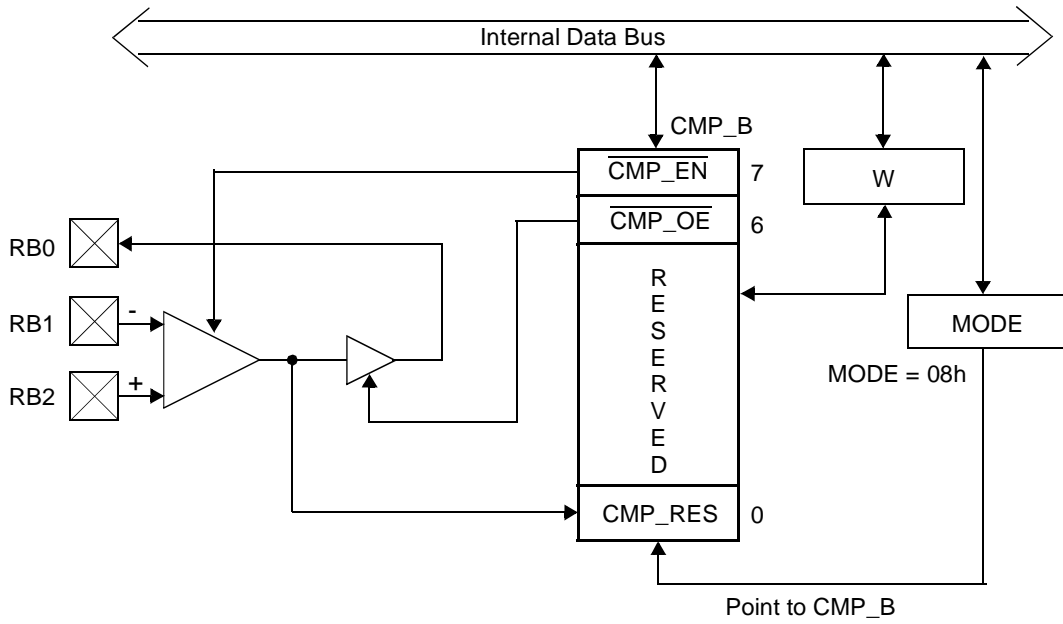 Internal Data Bus
CMP_B
CMP_EN 7
W
CMP_OE 6
RB0
RESERVED
RB1 -
MODE
RB2 +
MODE = 08h
CMP_RES 0
Point to CMP_B